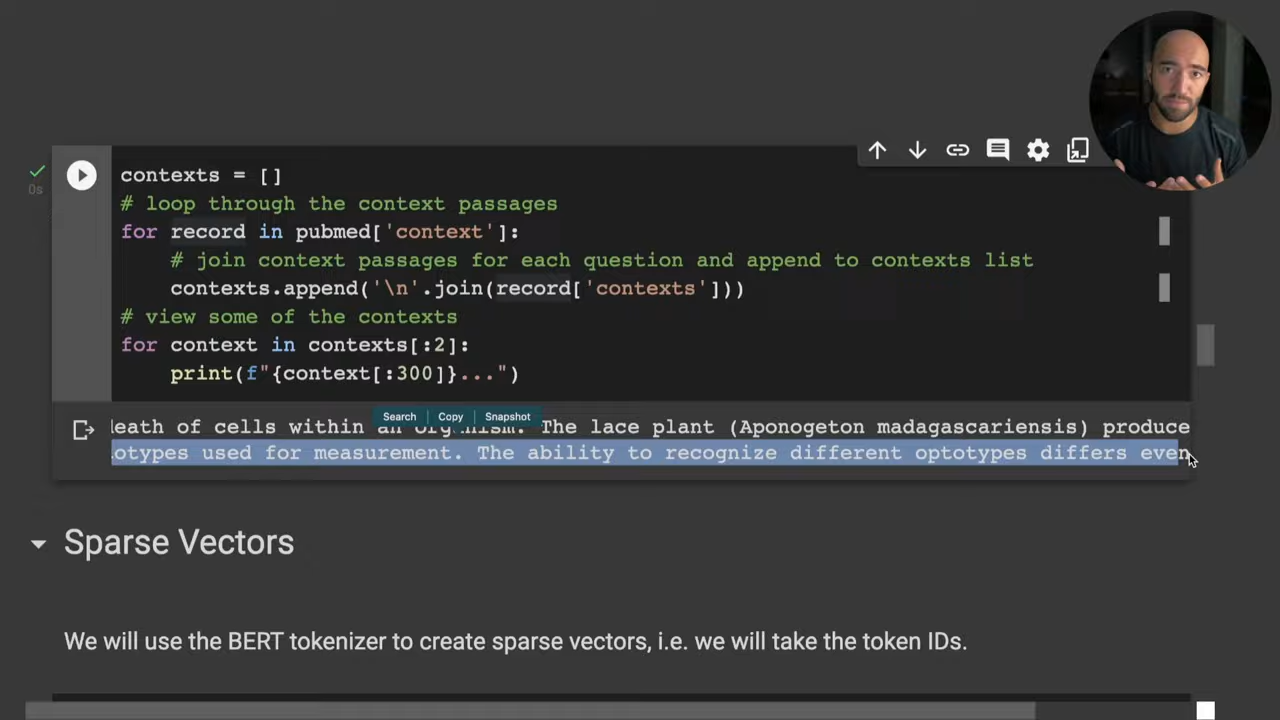 contexts = []
# loop through the context passages
for record in pubmed['context']:
# join context passages for each question and append to contexts list
contexts.append('\n'.join(record['contexts']))
# view some of the contexts
for context in contexts[:2]:
print(f"{context[:300]}...")
0s
Search Copy Snapshot
death of cells within an organism. The lace plant (Aponogeton madagascariensis) produce
otypes used for measurement. The ability to recognize different optotypes differs even
Sparse Vectors
We will use the BERT tokenizer to create sparse vectors, i.e. we will take the token IDs.